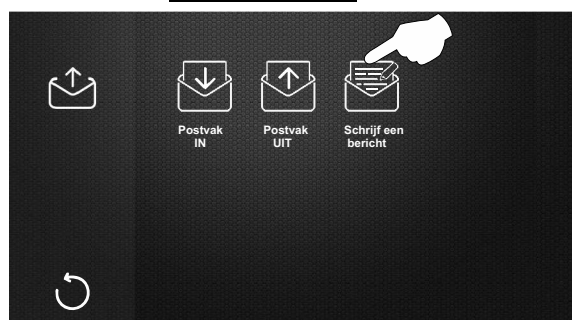 Postvak
IN
Postvak
UIT
Schrijf een
bericht